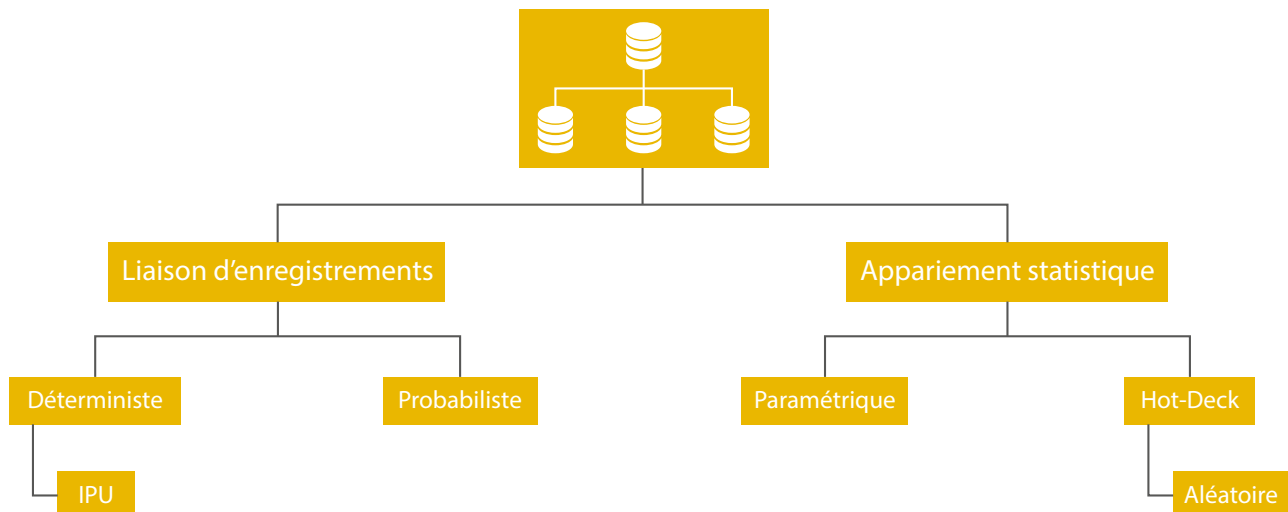 Liaison d’enregistrements
Appariement statistique
Déterministe
Probabiliste
Paramétrique
Hot-Deck
IPU
Aléatoire